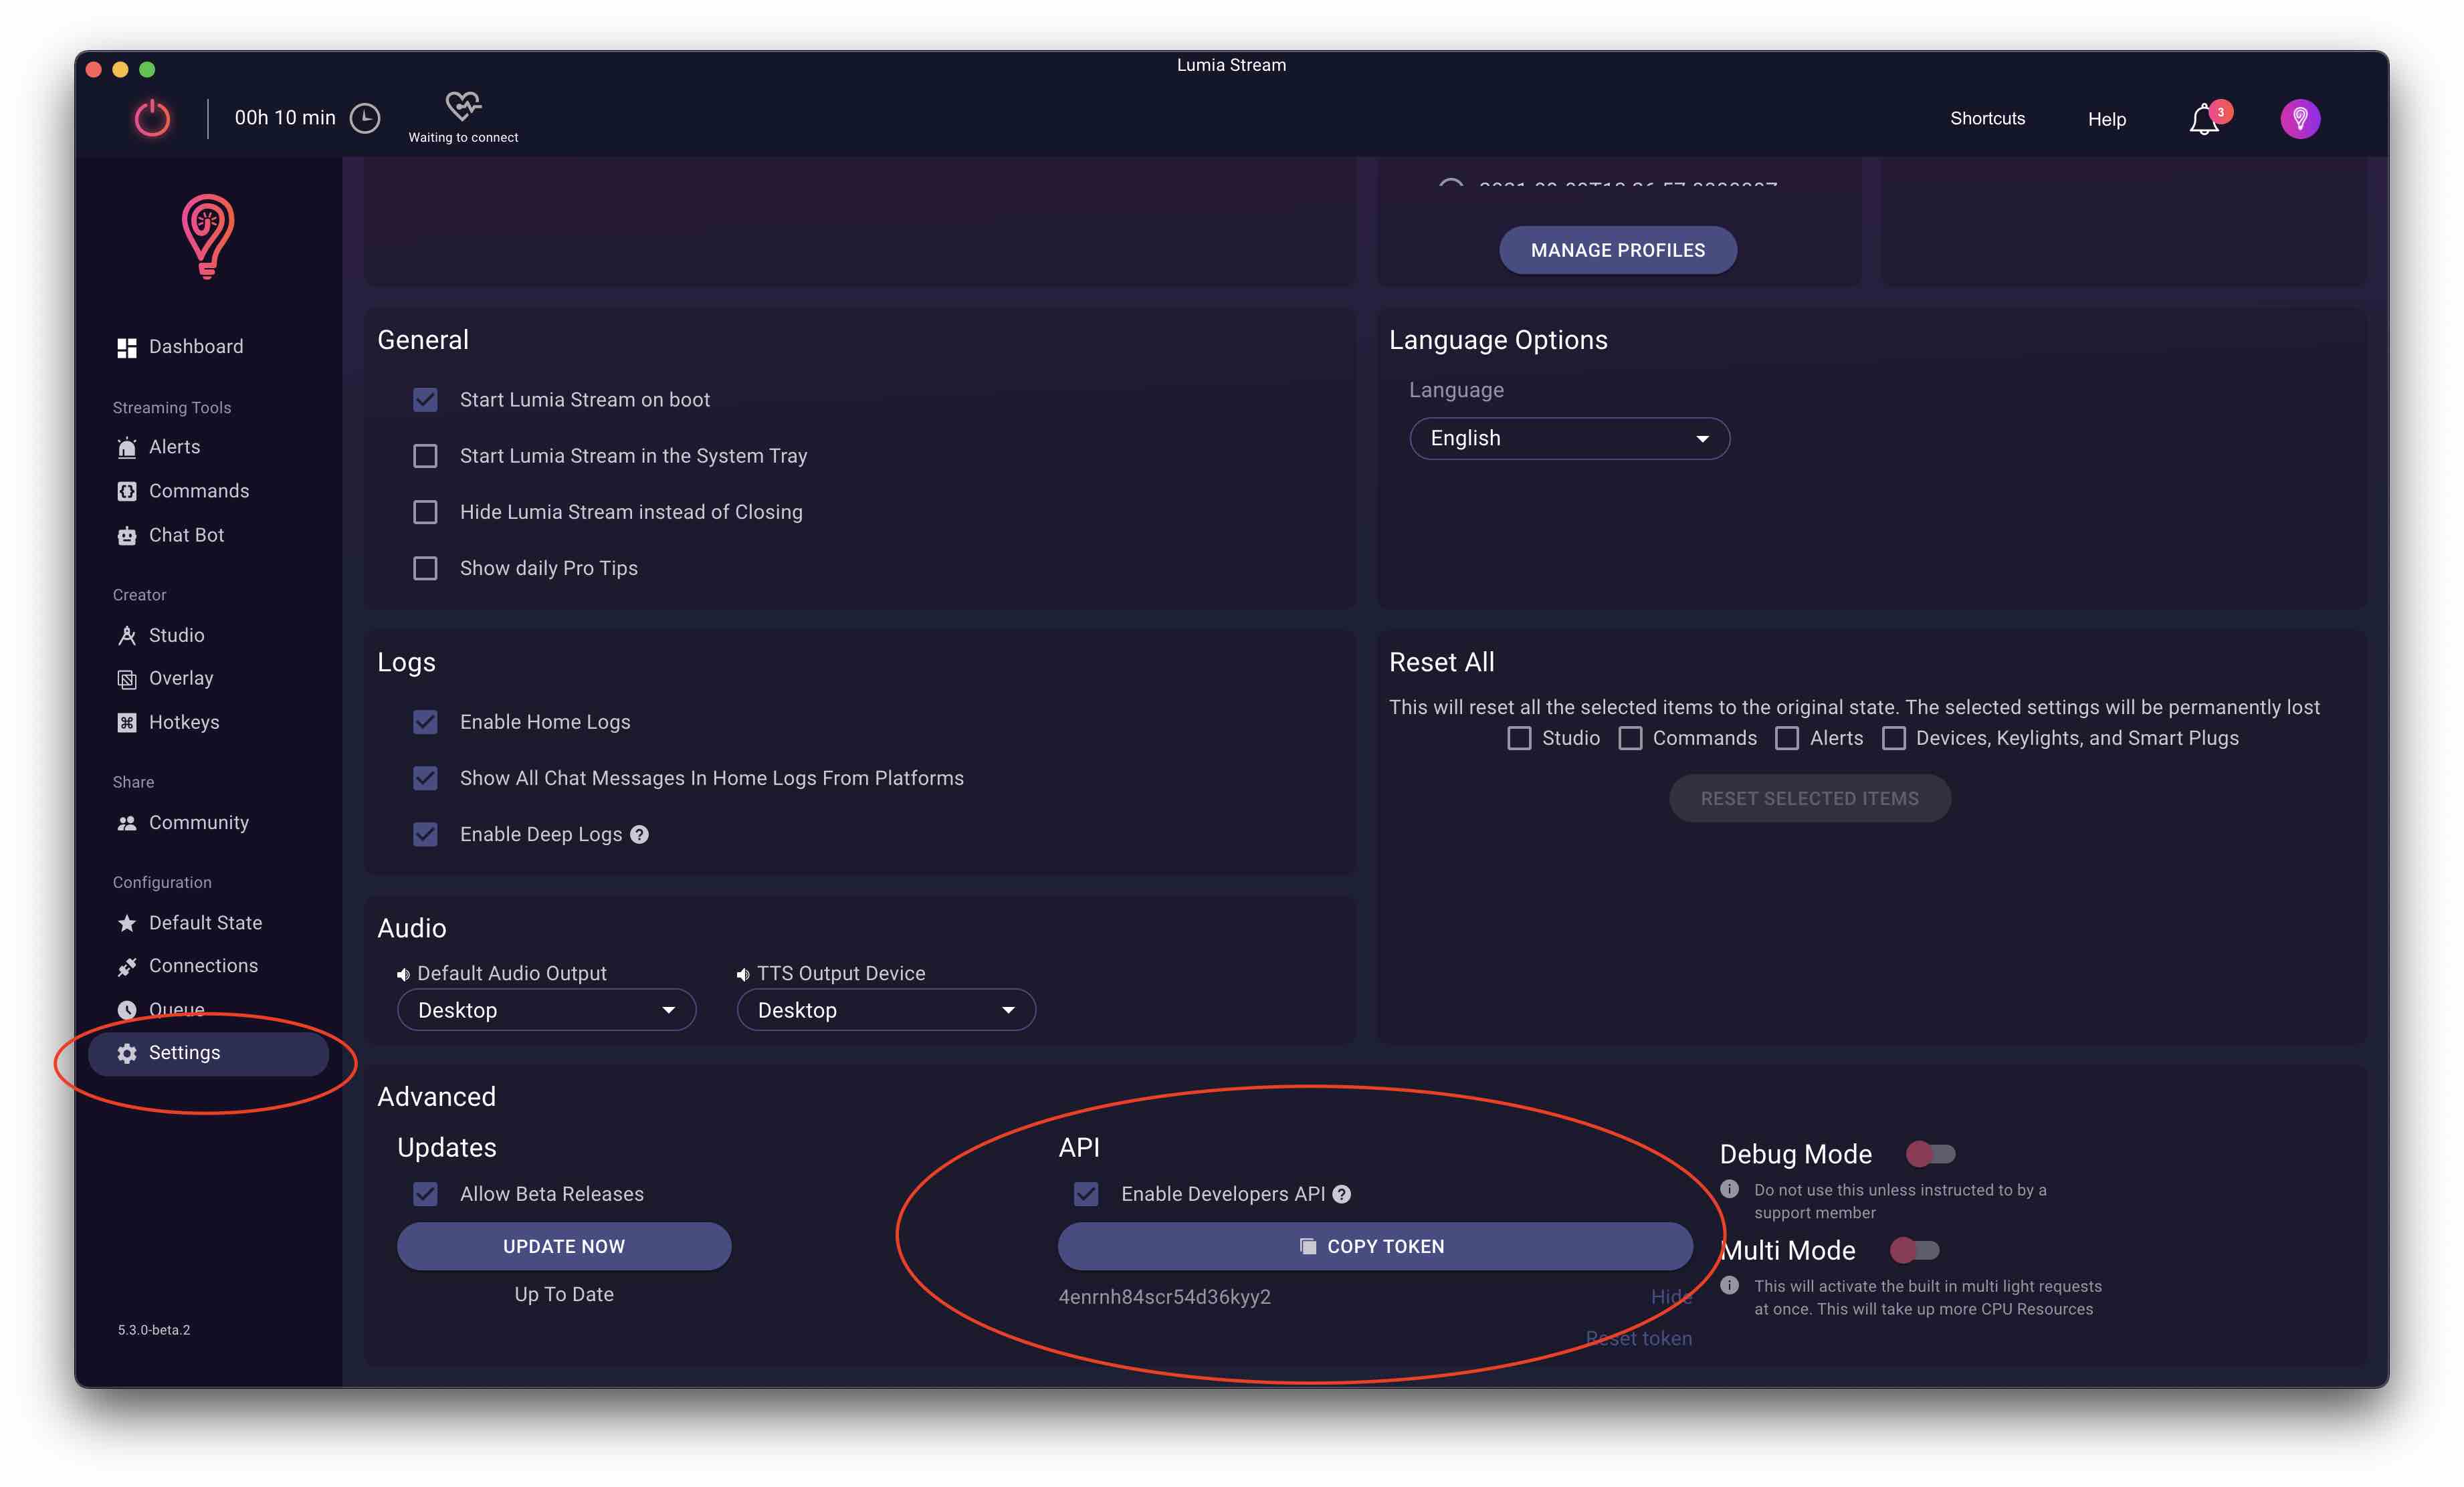 Lumia Stream
00h 10 min
Waiting to connect
Shortcuts
Help
3
MANAGE PROFILES
Dashboard
Streaming Tools
Alerts
Commands
Chat Bot
Creator
Studio
Overlay
Hotkeys
Share
Community
Configuration
Default State
Connections
Queue
Settings
5.3.0-beta.2
General
Start Lumia Stream on boot
Start Lumia Stream in the System Tray
Hide Lumia Stream instead of Closing
Show daily Pro Tips
Language Options
Language
English
Logs
Enable Home Logs
Show All Chat Messages In Home Logs From Platforms
Enable Deep Logs ?
Reset All
This will reset all the selected items to the original state. The selected settings will be permanently lost
Studio Commands Alerts Devices, Keylights, and Smart Plugs
RESET SELECTED ITEMS
Audio
Default Audio Output
Desktop
TTS Output Device
Desktop
Advanced
Updates
Allow Beta Releases
UPDATE NOW
Up To Date
API
Enable Developers API ?
COPY TOKEN
4enrnh84scr54d36kyy2
Hide
Reset token
Debug Mode
Do not use this unless instructed to by a
support member
Multi Mode
This will activate the built in multi light requests
at once. This will take up more CPU Resources